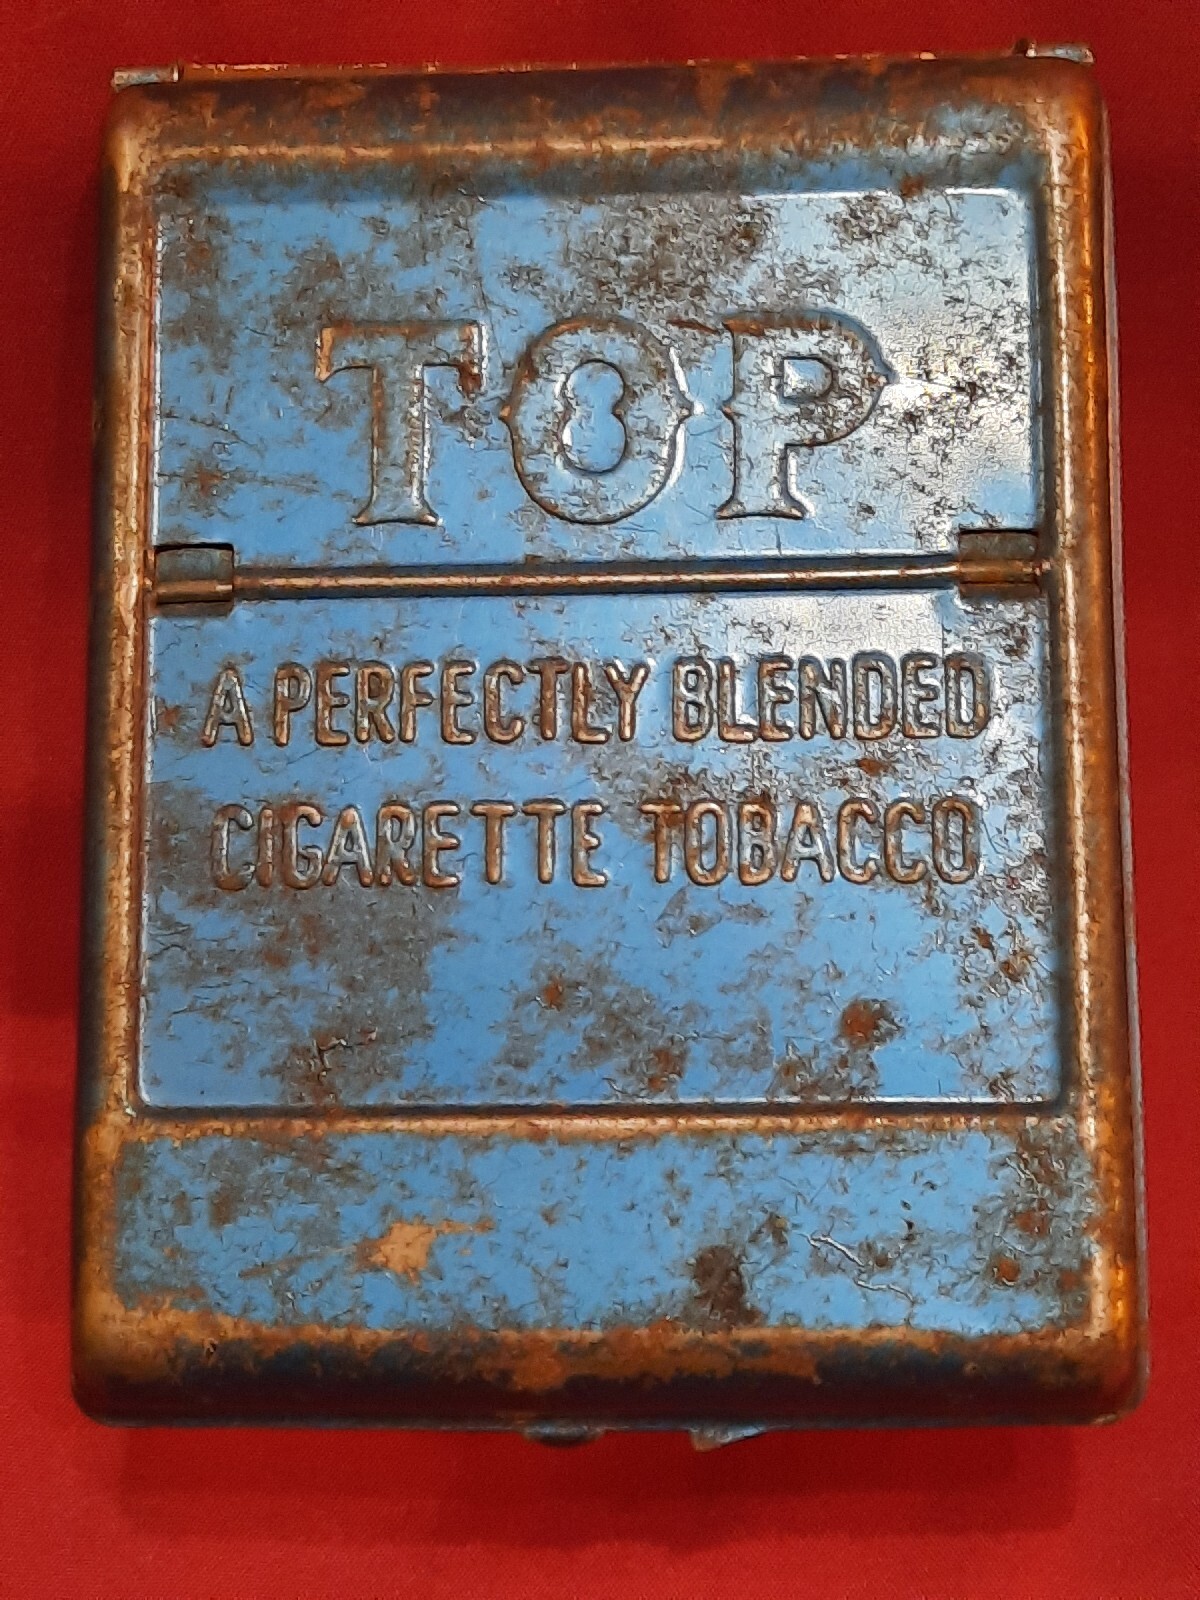 TOP
A PERFECTLY BLENDED
CIGARETTE TOBACCO